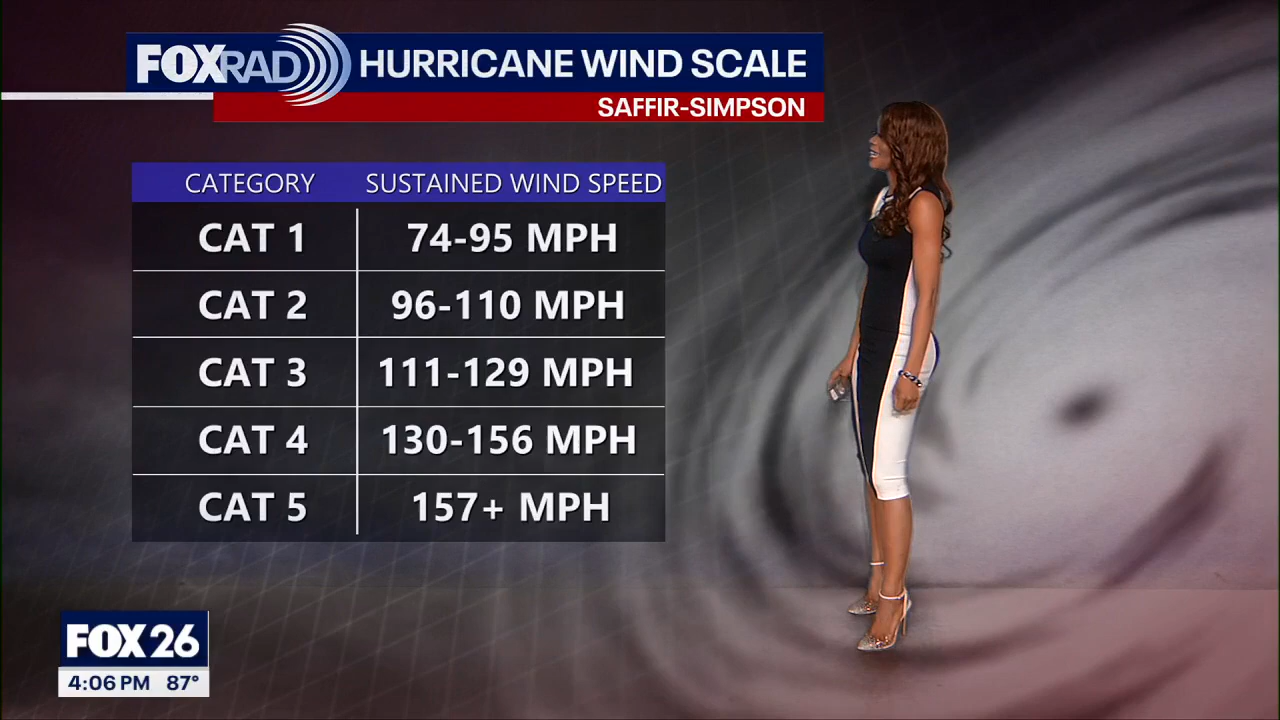 FOXRAD HURRICANE WIND SCALE
SAFFIR-SIMPSON
CATEGORY SUSTAINED WIND SPEED
CAT 1 74-95 MPH
CAT 2 96-110 MPH
CAT 3 111-129 MPH
CAT 4 130-156 MPH
CAT 5 157+ MPH
FOX 26
4:06 PM 87°